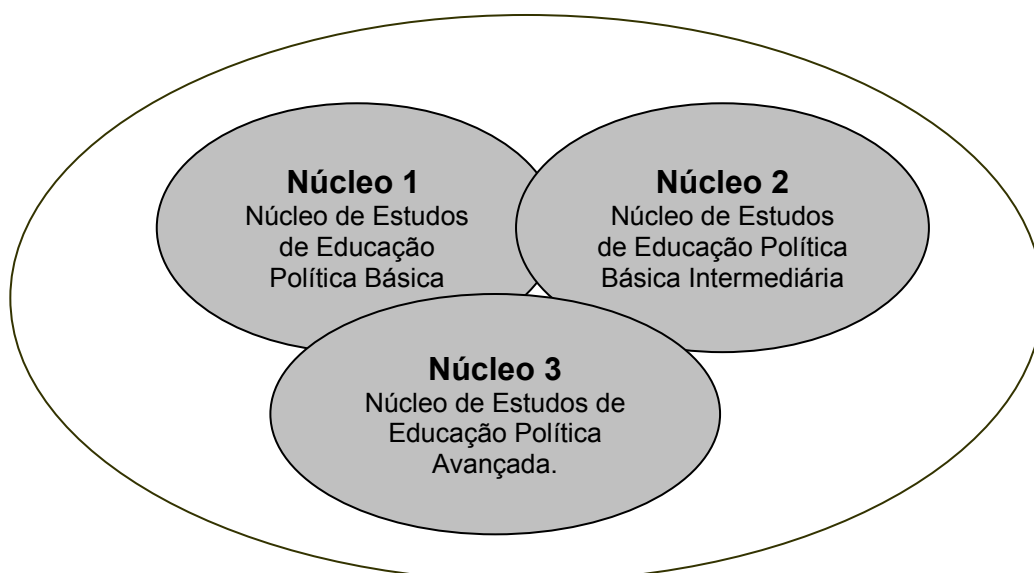 Núcleo 1
Núcleo de Estudos
de Educação
Política Básica
Núcleo 2
Núcleo de Estudos
de Educação Política
Básica Intermediária
Núcleo 3
Núcleo de Estudos de
Educação Política
Avançada.